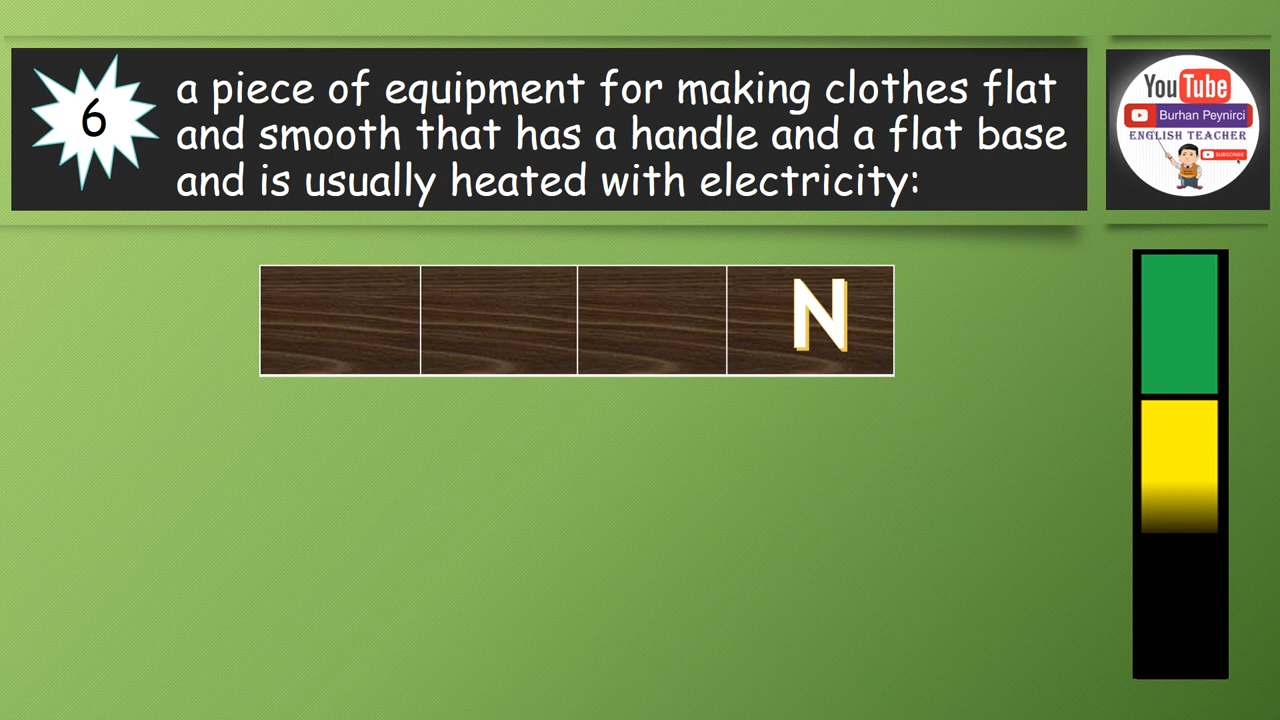 6
a piece of equipment for making clothes flat
and smooth that has a handle and a flat base
and is usually heated with electricity:
YouTube
Burhan Peynirci
ENGLISH TEACHER
SUBSCRIBE
N